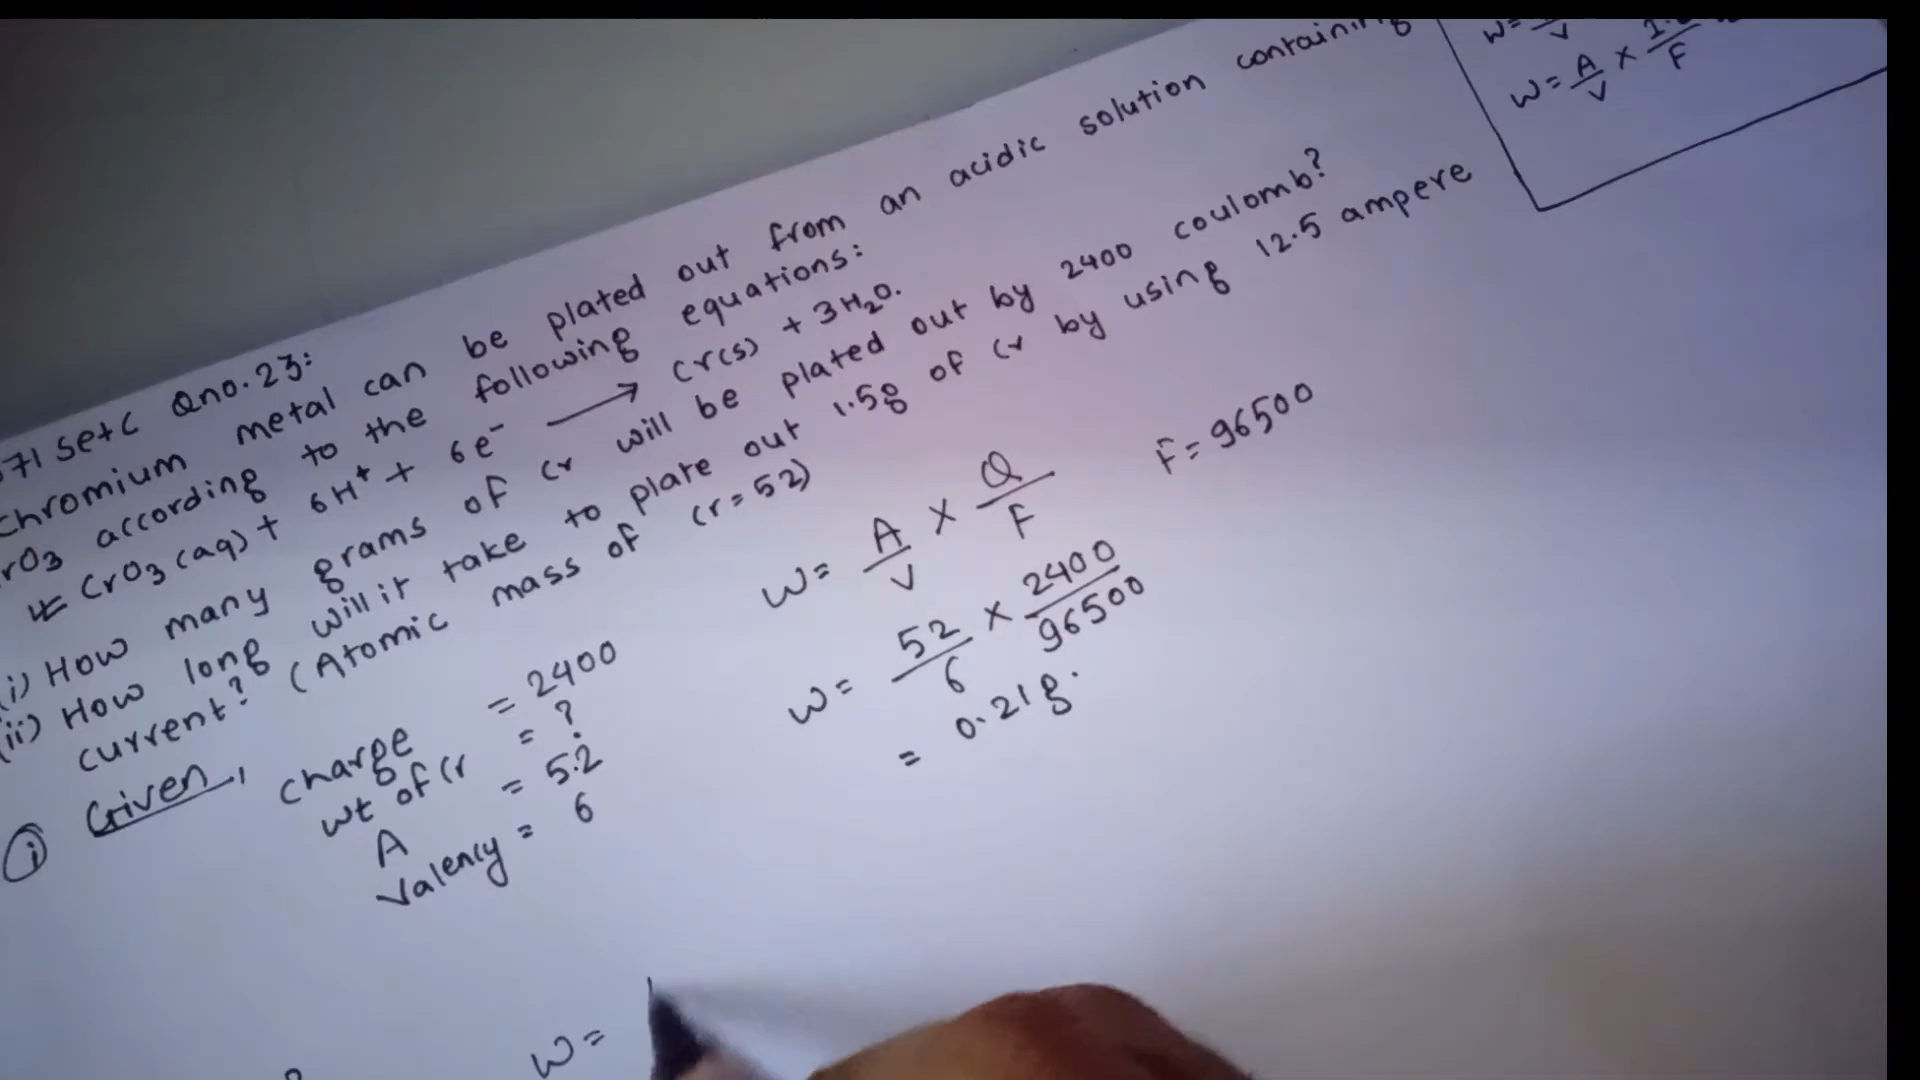 71 Set C Qno.23:
Chromium metal can be plated out from an acidic solution containing
rO3 according to the following equations:
CrO3(aq) + 6H+ + 6e- → Cr(s) + 3H2O.
(i) How many grams of Cr will be plated out by 2400 coulomb?
(ii) How long will it take to plate out 1.5g of Cr by using 12.5 ampere
current? (Atomic mass of Cr=52)
(i) Given,
charge = 2400
wt of Cr = ?
A = 52
Valency = 6
W= A/V × Q/F
F=96500
W= 52/6 × 2400/96500
= 0.21g.
W=
W= A/V ×